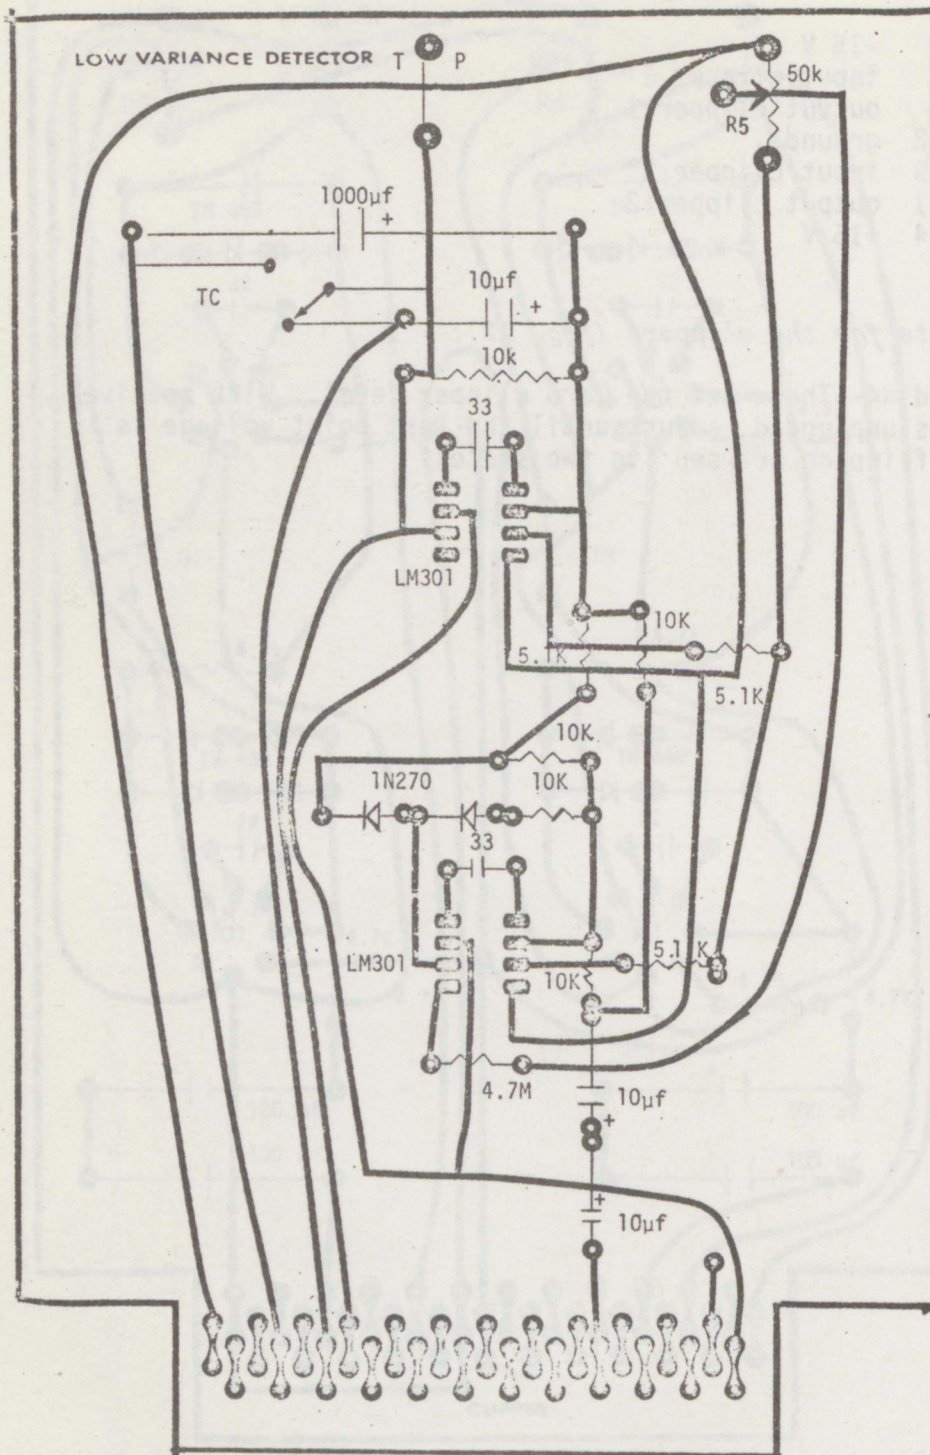 LOW VARIANCE DETECTOR T P
50k
R5
1000µf
+
TC
10µf
+
10k
33
LM301
10K
5.1K
5.1K
10K
1N270
10K
33
LM301
5.1 K
10K
4.7M
10µf
+
+
10µf